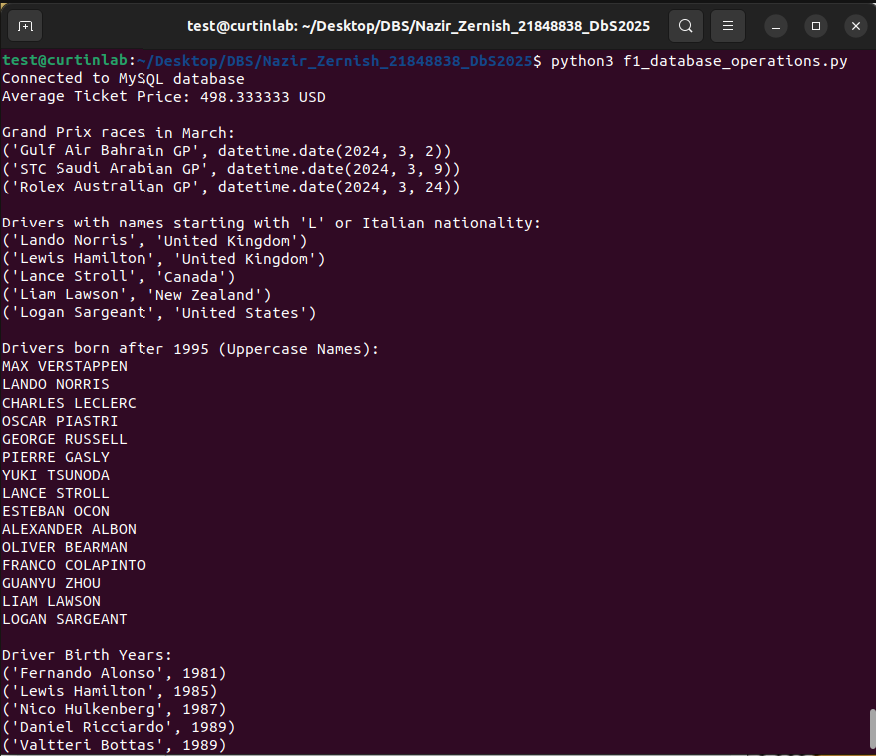 test@curtinlab: ~/Desktop/DBS/Nazir_Zernish_21848838_DbS2025
test@curtinlab:~/Desktop/DBS/Nazir_Zernish_21848838_DbS2025$ python3 f1_database_operations.py
Connected to MySQL database
Average Ticket Price: 498.333333 USD
Grand Prix races in March:
('Gulf Air Bahrain GP', datetime.date(2024, 3, 2))
('STC Saudi Arabian GP', datetime.date(2024, 3, 9))
('Rolex Australian GP', datetime.date(2024, 3, 24))
Drivers with names starting with 'L' or Italian nationality:
('Lando Norris', 'United Kingdom')
('Lewis Hamilton', 'United Kingdom')
('Lance Stroll', 'Canada')
('Liam Lawson', 'New Zealand')
('Logan Sargeant', 'United States')
Drivers born after 1995 (Uppercase Names):
MAX VERSTAPPEN
LANDO NORRIS
CHARLES LECLERC
OSCAR PIASTRI
GEORGE RUSSELL
PIERRE GASLY
YUKI TSUNODA
LANCE STROLL
ESTEBAN OCON
ALEXANDER ALBON
OLIVER BEARMAN
FRANCO COLAPINTO
GUANYU ZHOU
LIAM LAWSON
LOGAN SARGEANT
Driver Birth Years:
('Fernando Alonso', 1981)
('Lewis Hamilton', 1985)
('Nico Hulkenberg', 1987)
('Daniel Ricciardo', 1989)
('Valtteri Bottas', 1989)